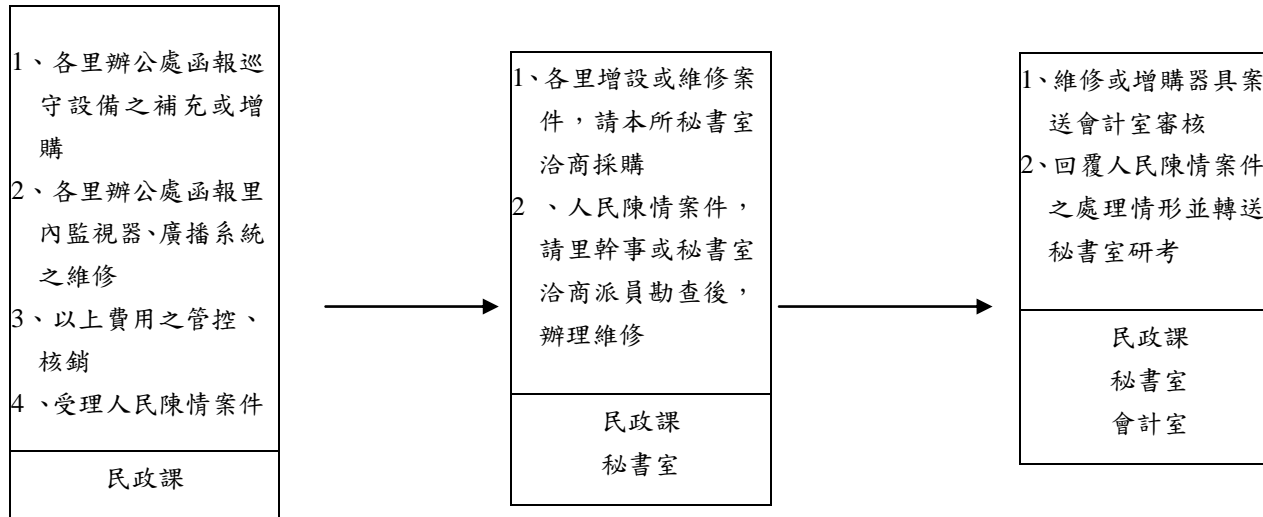 1、各里辦公處函報巡
守設備之補充或增
購
2、各里辦公處函報里
內監視器、廣播系統
之維修
3、以上費用之管控、
核銷
4、受理人民陳情案件
民政課
1、各里增設或維修案
件，請本所秘書室
洽商採購
2、人民陳情案件，
請里幹事或秘書室
洽商派員勘查後，
辦理維修
民政課
秘書室
1、維修或增購器具案
送會計室審核
2、回覆人民陳情案件
之處理情形並轉送
秘書室研考
民政課
秘書室
會計室